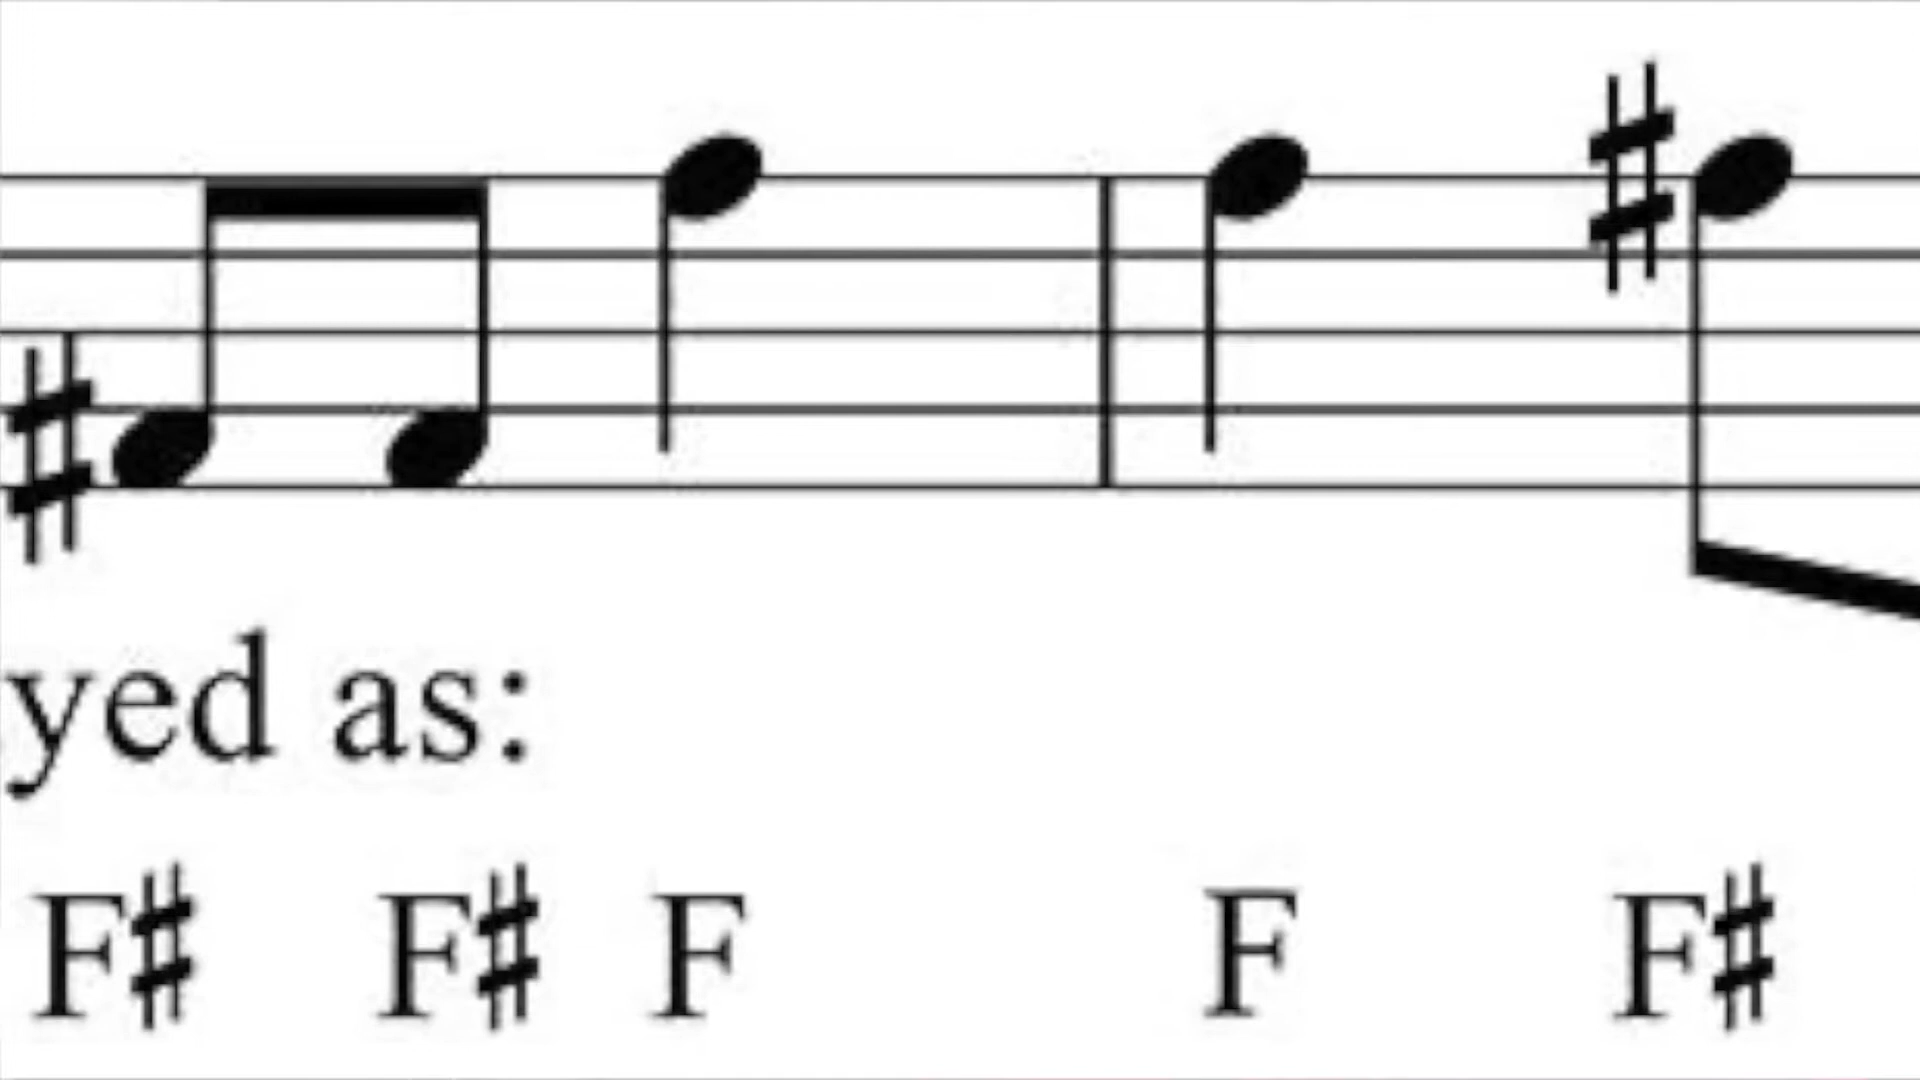 yed as:
F♯ F♯ F F F♯